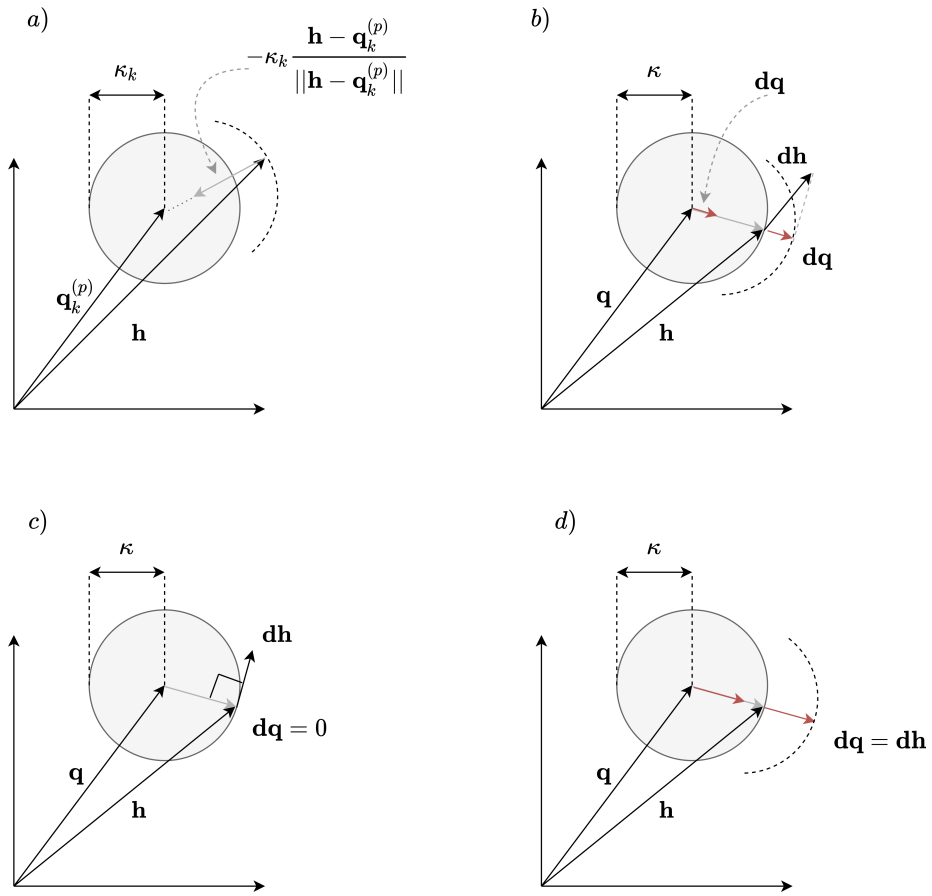 a)
κ_k
−κ_k (h − q_k^{(p)}) / ||h − q_k^{(p)}||
q_k^{(p)}
h
b)
κ
dq
dh
dq
q
h
c)
κ
dh
dq = 0
q
h
d)
κ
dq = dh
q
h